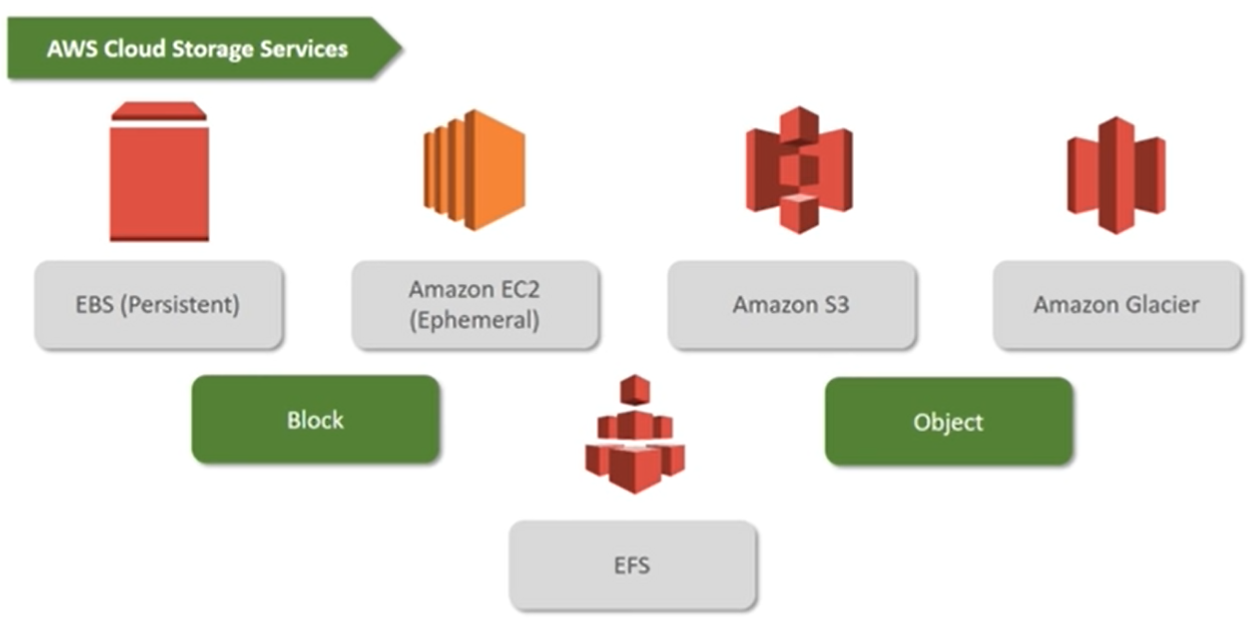 AWS Cloud Storage Services
EBS (Persistent)
Amazon EC2
(Ephemeral)
Amazon S3
Amazon Glacier
Block
Object
EFS